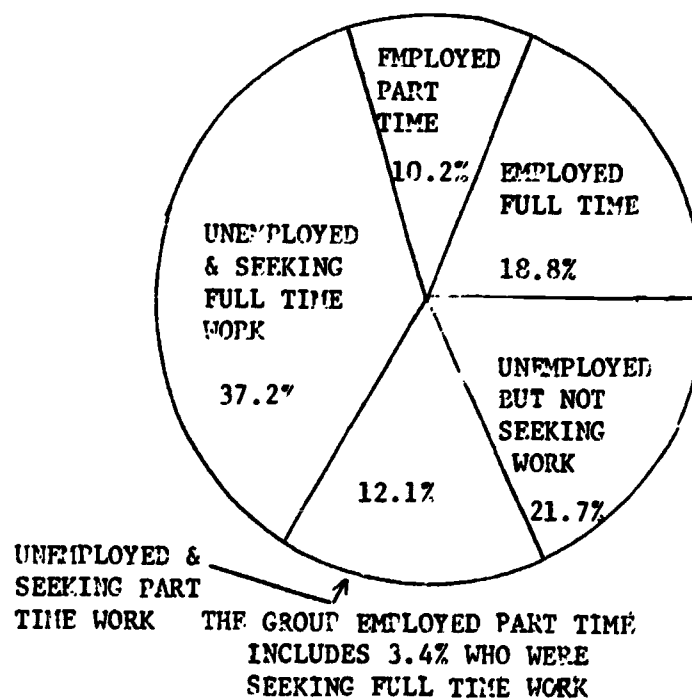 EMPLOYED
PART
TIME
10.2%
EMPLOYED
FULL TIME
18.8%
UNEMPLOYED
& SEEKING
FULL TIME
WORK
37.2%
UNEMPLOYED
BUT NOT
SEEKING
WORK
21.7%
12.1%
UNEMPLOYED &
SEEKING PART
TIME WORK
THE GROUP EMPLOYED PART TIME
INCLUDES 3.4% WHO WERE
SEEKING FULL TIME WORK